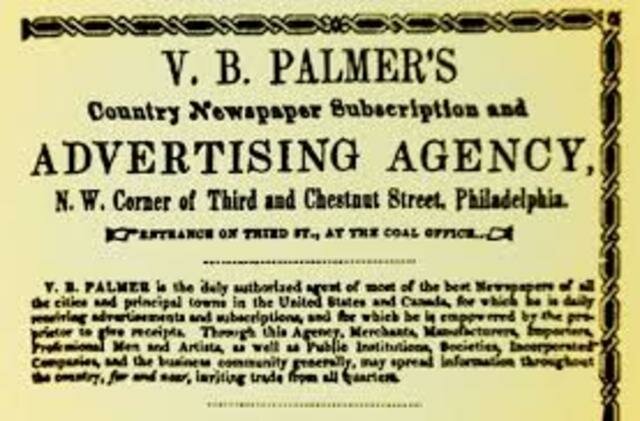 V. B. PALMER'S
Country Newspaper Subscription and
ADVERTISING AGENCY,
N. W. Corner of Third and Chestnut Street, Philadelphia.
ENTRANCE ON THIRD ST., AT THE COAL OFFICE.
V. B. PALMER is the duly authorized agent of most of the best Newspapers of all
the cities and principal towns in the United States and Canada, for which he is daily
receiving advertisements and subscriptions, and for which he is empowered by the pro-
prietor to give receipts. Through this Agency, Merchants, Manufacturers, Importers,
Professional Men and Artists, as well as Public Institutions, Societies, Incorporated
Companies, and the business community generally, may spread information throughout
the country, far and near, inviting trade from all quarters.